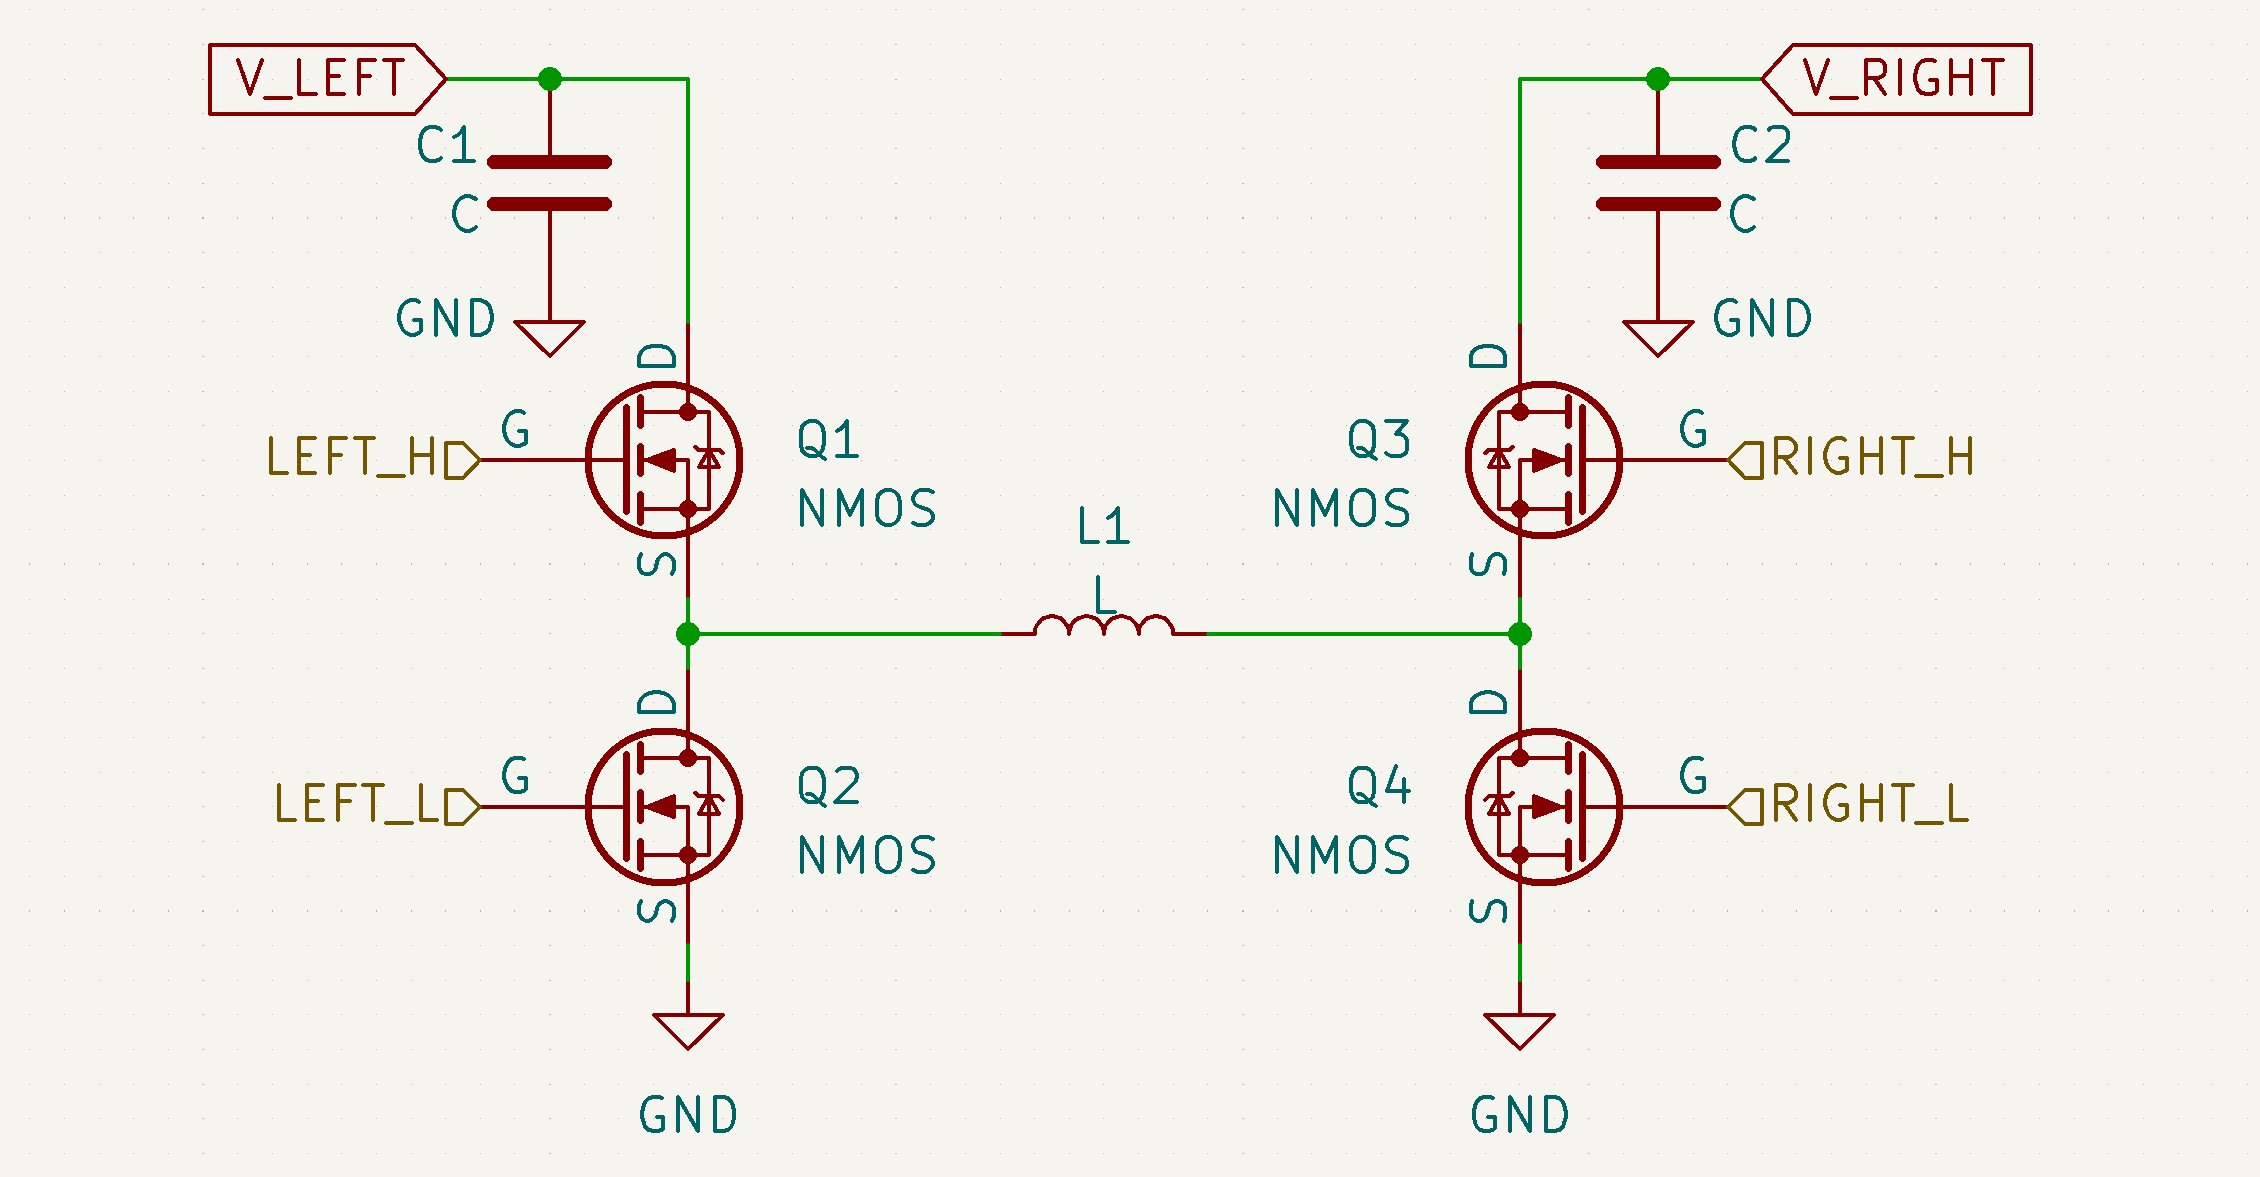 V_LEFT
V_RIGHT
C1
C
C2
C
GND
GND
D
D
G
G
LEFT_H
RIGHT_H
Q1
NMOS
Q3
NMOS
L1
L
S
S
D
D
G
G
LEFT_L
RIGHT_L
Q2
NMOS
Q4
NMOS
S
S
GND
GND